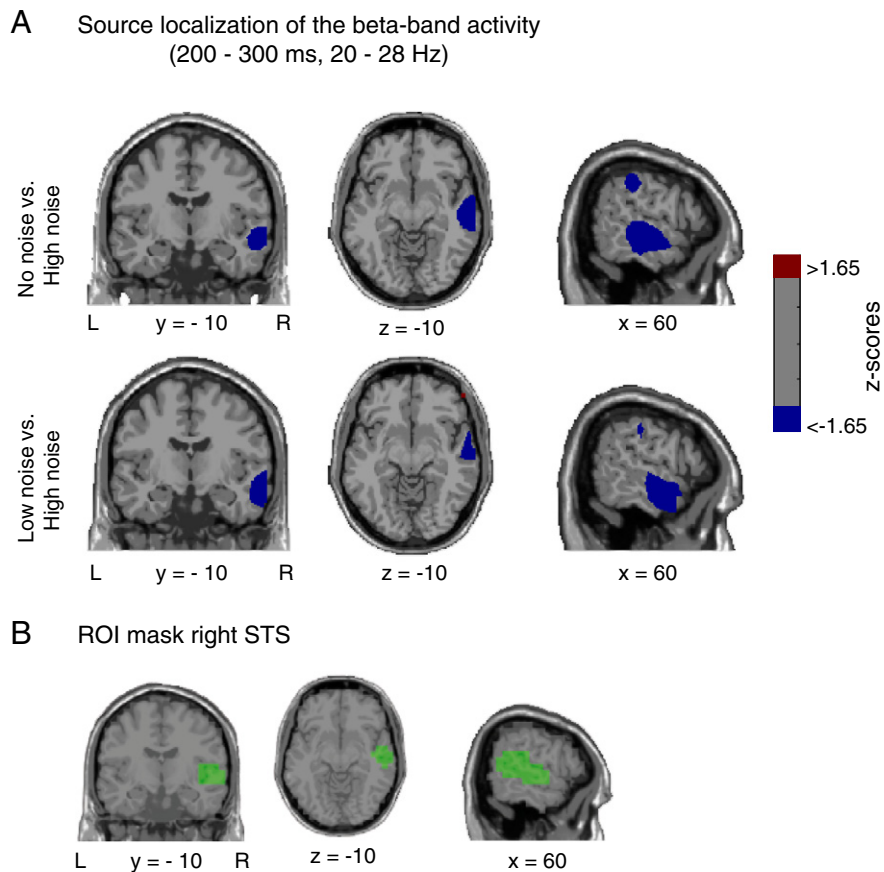 A
Source localization of the beta-band activity
(200 - 300 ms, 20 - 28 Hz)
No noise vs.
High noise
L y = - 10 R
z = -10
x = 60
>1.65
z-scores
<-1.65
Low noise vs.
High noise
L y = - 10 R
z = -10
x = 60
B
ROI mask right STS
L y = - 10 R
z = -10
x = 60